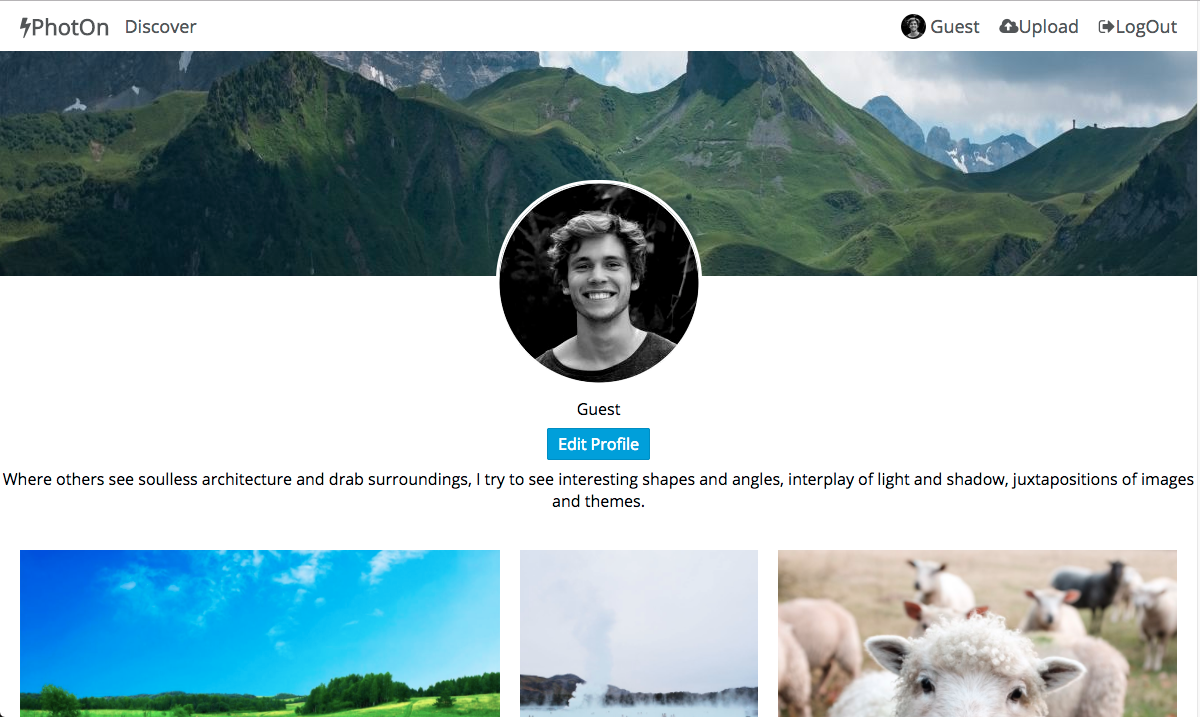 PhotOn Discover Guest Upload LogOut
Guest
Edit Profile
Where others see soulless architecture and drab surroundings, I try to see interesting shapes and angles, interplay of light and shadow, juxtapositions of images
and themes.